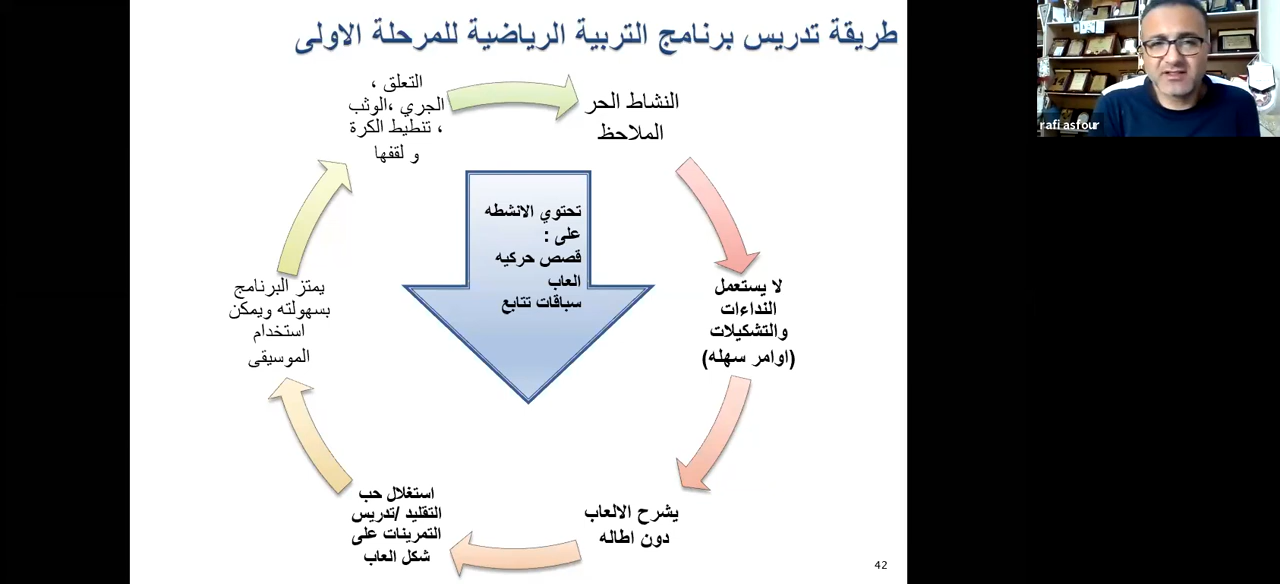 طريقة تدريس برنامج التربية الرياضية للمرحلة الاولى
النشاط الحر
الملاحظ
لا يستعمل
النداءات
والتشكيلات
(اوامر سهله)
يشرح الالعاب
دون اطاله
استغلال حب
التقليد /تدريس
التمرينات على
شكل العاب
يمتز البرنامج
بسهولته ويمكن
استخدام
الموسيقى
التعلق ،
الجري ،الوثب
، تنطيط الكرة
و لقفها
تحتوي الانشطه
على :
قصص حركيه
العاب
سباقات تتابع
42
rafi.asfour